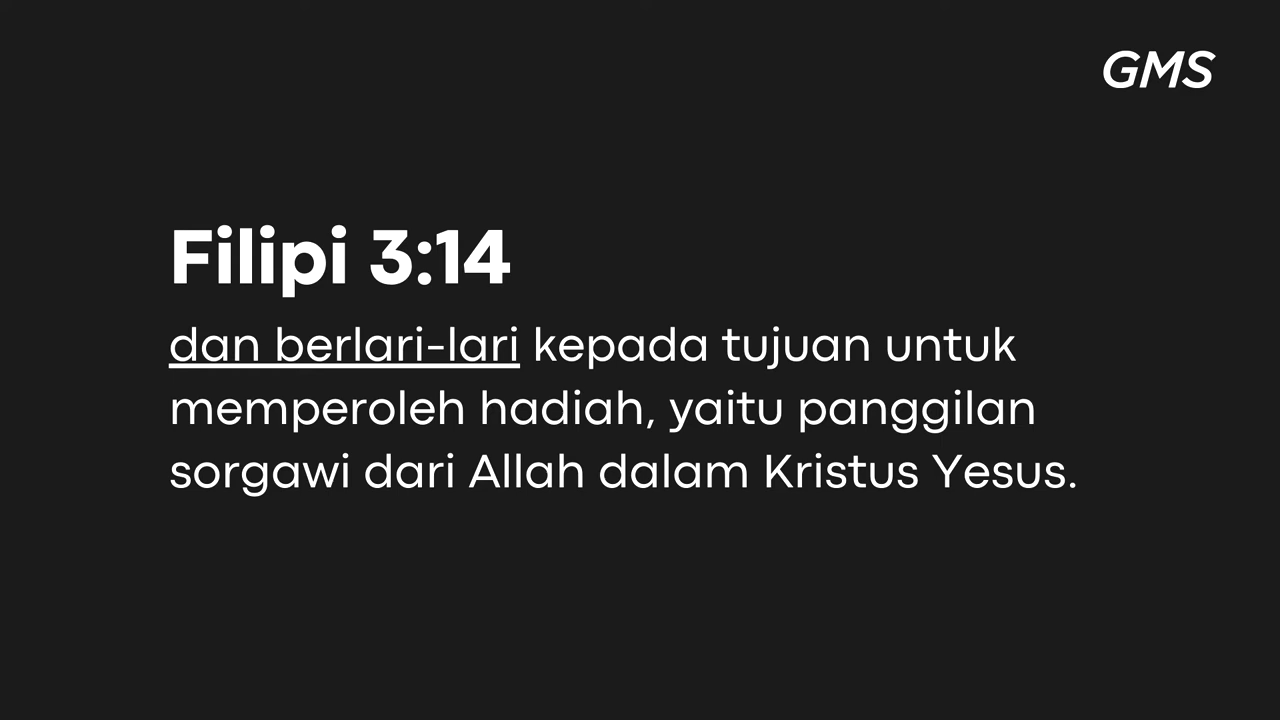 GMS
Filipi 3:14
dan berlari-lari kepada tujuan untuk
memperoleh hadiah, yaitu panggilan
sorgawi dari Allah dalam Kristus Yesus.